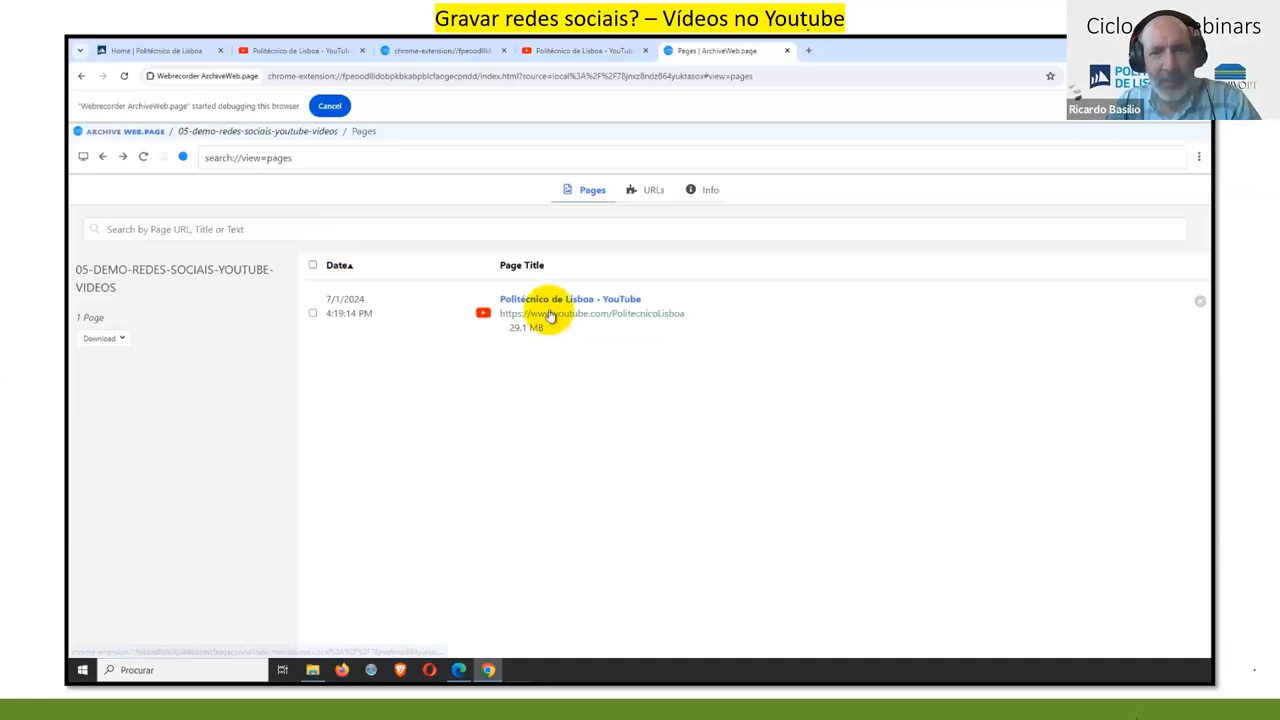 Gravar redes sociais? – Vídeos no Youtube
Ciclo
binars
Ricardo Basilio
Home | Politécnico de Lisboa
Politécnico de Lisboa - YouTub
Politécnico de Lisboa - YouTub
Pages | ArchiveWeb.page
Webrecorder ArchiveWeb.page
"Webrecorder ArchiveWeb.page" started debugging this browser
Cancel
ARCHIVE WEB.PAGE / 05-demo-redes-sociais-youtube-videos / Pages
search://view=pages
Pages
URLs
Info
Search by Page URL, Title or Text
05-DEMO-REDES-SOCIAIS-YOUTUBE-
VIDEOS
1 Page
Download
Date▴
Page Title
7/1/2024
4:19:14 PM
Politécnico de Lisboa - YouTube
https://www.youtube.com/PolitecnicoLisboa
29,1 MB
Procurar